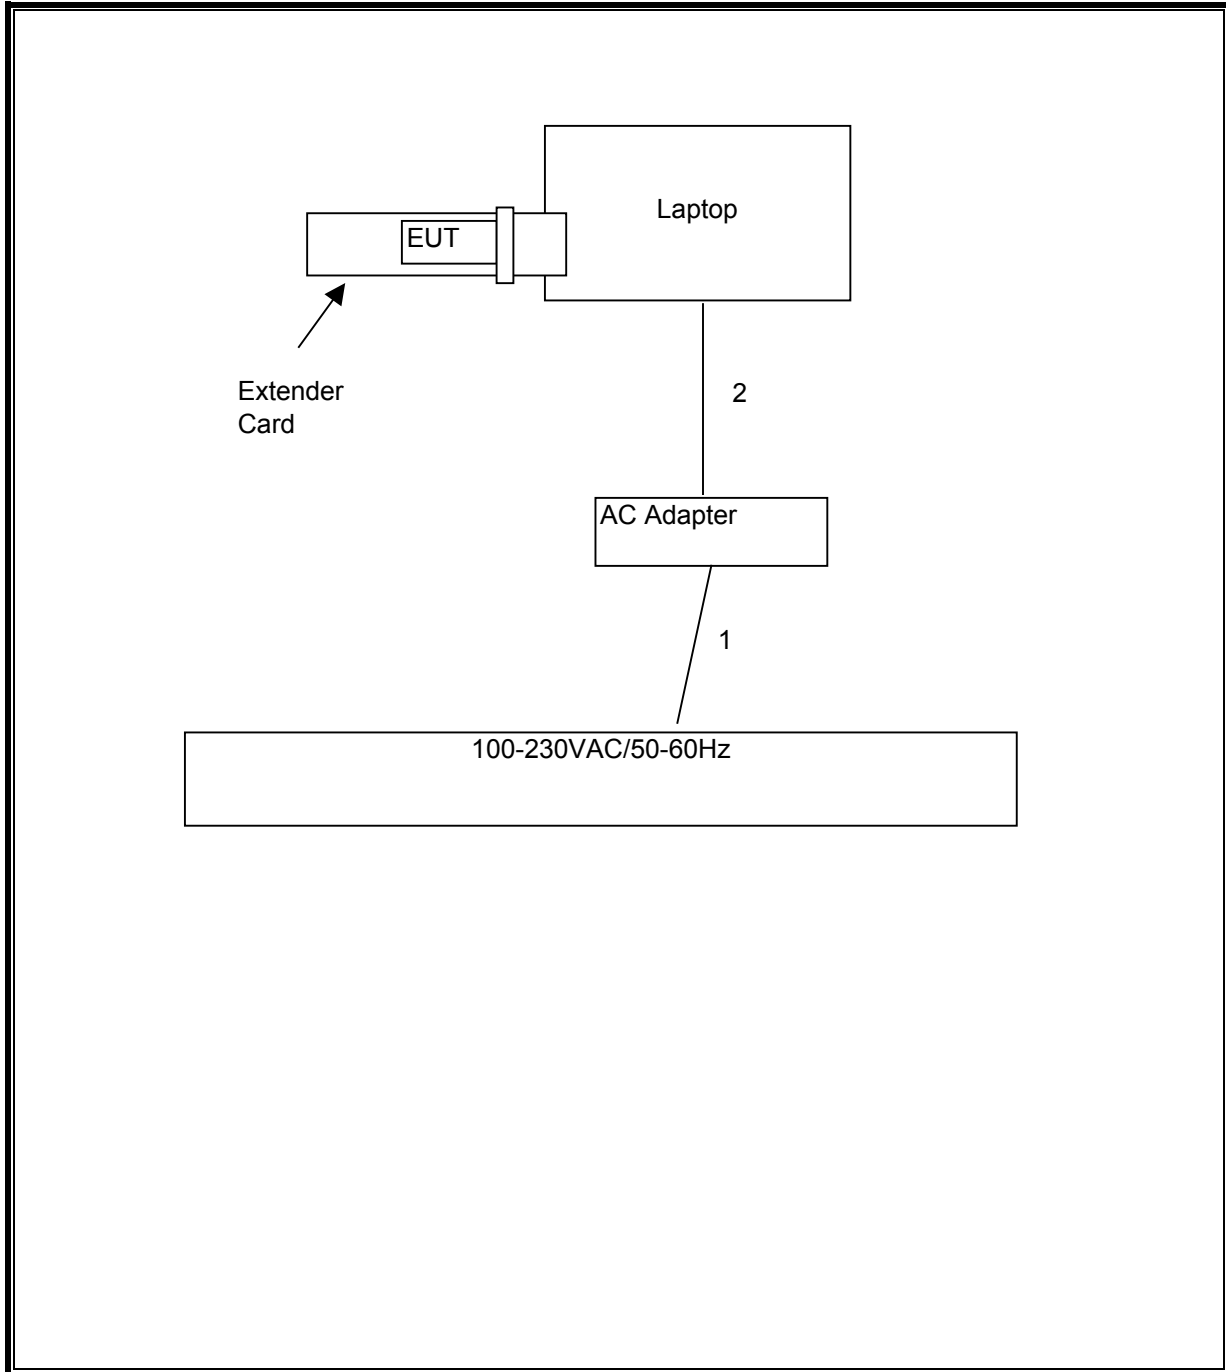 Laptop
EUT
Extender
Card
2
AC Adapter
1
100-230VAC/50-60Hz